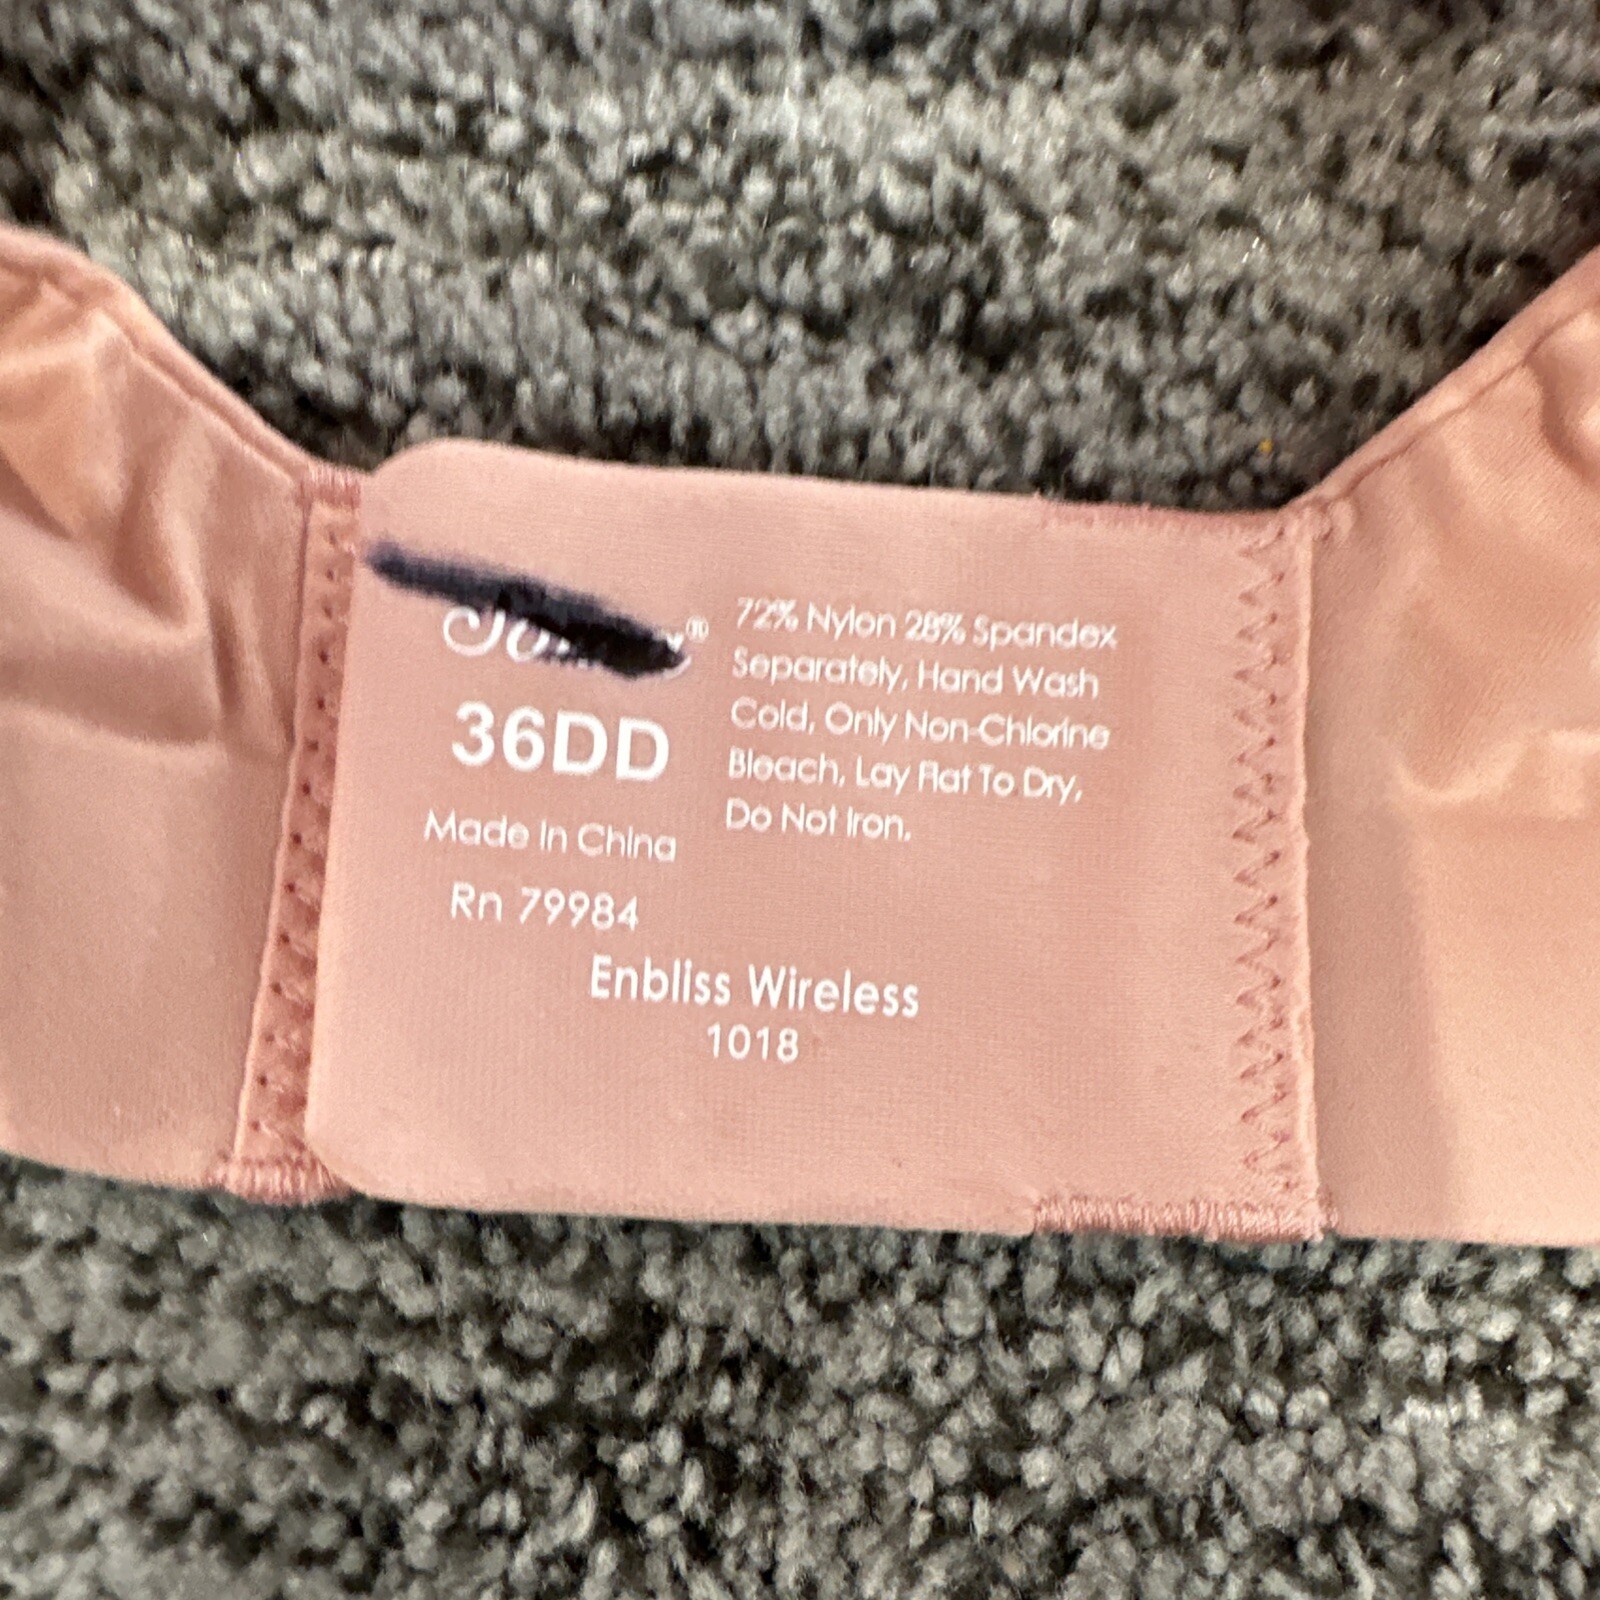 36DD
Made In China
Rn 79984
72% Nylon 28% Spandex
Separately, Hand Wash
Cold, Only Non-Chlorine
Bleach, Lay Flat To Dry,
Do Not Iron.
Enbliss Wireless
1018